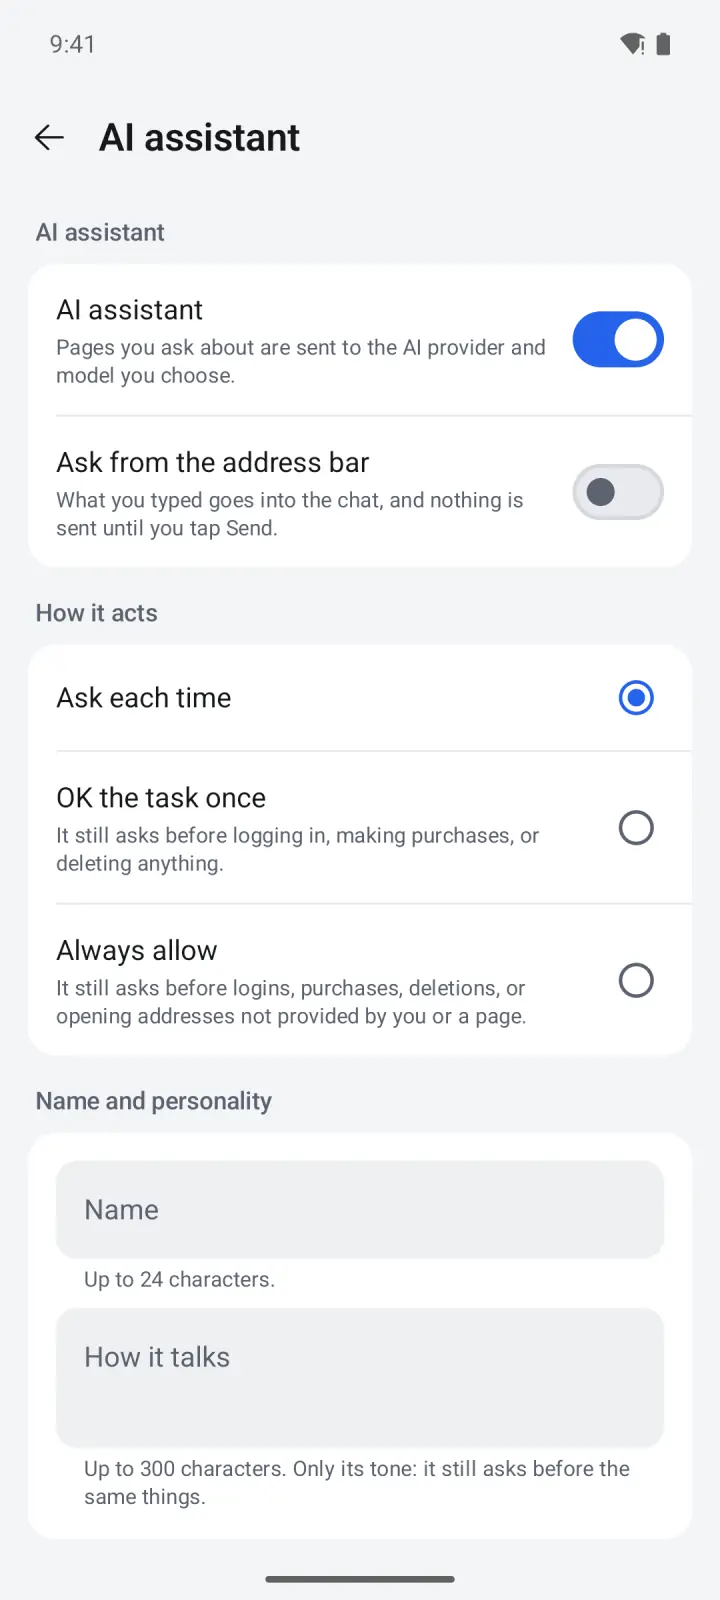 9:41
AI assistant
AI assistant
AI assistant
Pages you ask about are sent to the AI provider and
model you choose.
Ask from the address bar
What you typed goes into the chat, and nothing is
sent until you tap Send.
How it acts
Ask each time
OK the task once
It still asks before logging in, making purchases, or
deleting anything.
Always allow
It still asks before logins, purchases, deletions, or
opening addresses not provided by you or a page.
Name and personality
Name
Up to 24 characters.
How it talks
Up to 300 characters. Only its tone: it still asks before the
same things.